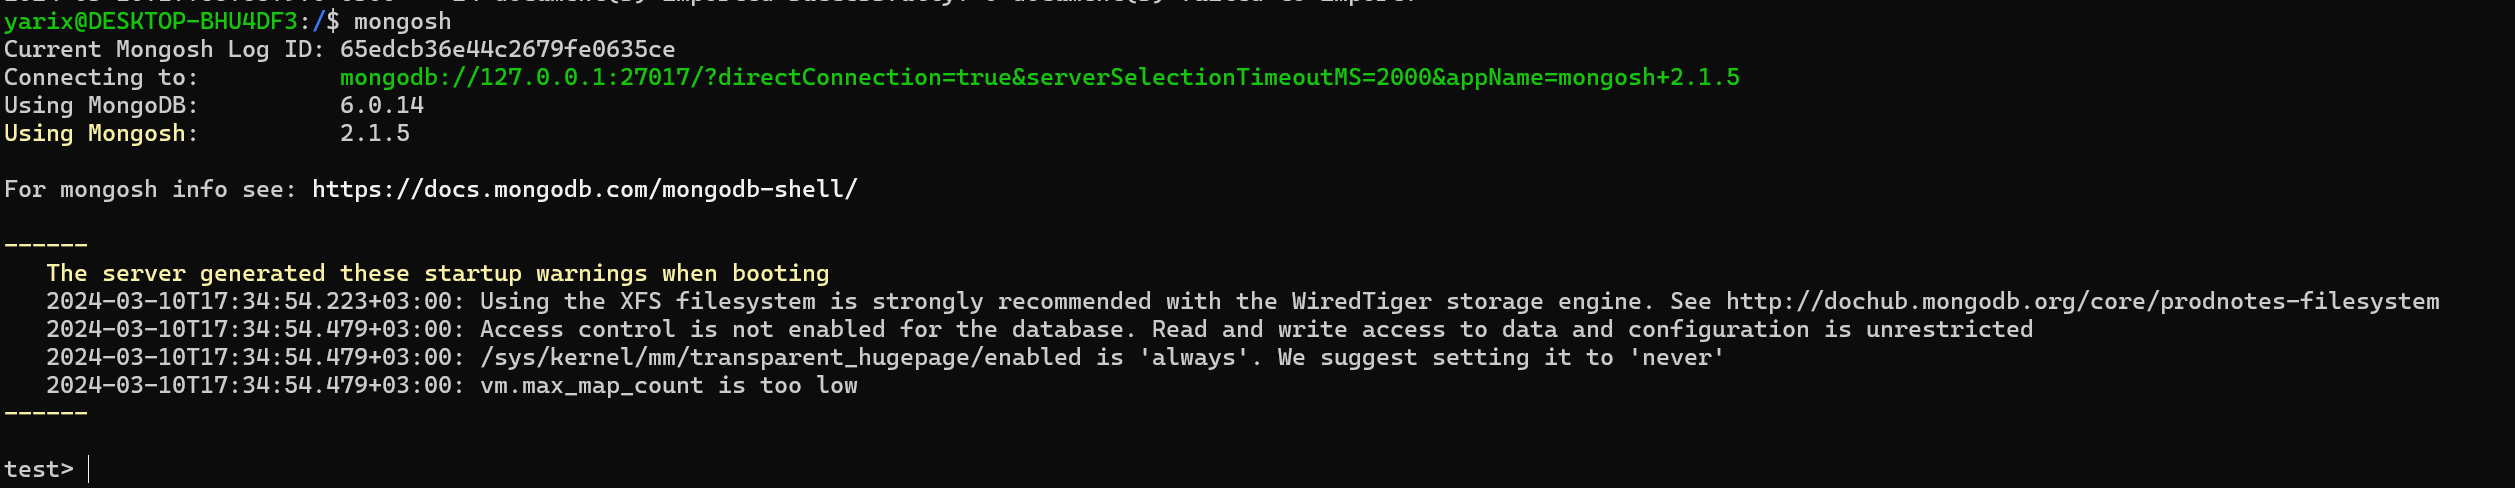 yarix@DESKTOP-BHU4DF3:/$ mongosh
Current Mongosh Log ID: 65edcb36e44c2679fe0635ce
Connecting to:          mongodb://127.0.0.1:27017/?directConnection=true&serverSelectionTimeoutMS=2000&appName=mongosh+2.1.5
Using MongoDB:          6.0.14
Using Mongosh:          2.1.5
For mongosh info see: https://docs.mongodb.com/mongodb-shell/
------
The server generated these startup warnings when booting
2024-03-10T17:34:54.223+03:00: Using the XFS filesystem is strongly recommended with the WiredTiger storage engine. See http://dochub.mongodb.org/core/prodnotes-filesystem
2024-03-10T17:34:54.479+03:00: Access control is not enabled for the database. Read and write access to data and configuration is unrestricted
2024-03-10T17:34:54.479+03:00: /sys/kernel/mm/transparent_hugepage/enabled is 'always'. We suggest setting it to 'never'
2024-03-10T17:34:54.479+03:00: vm.max_map_count is too low
------
test>